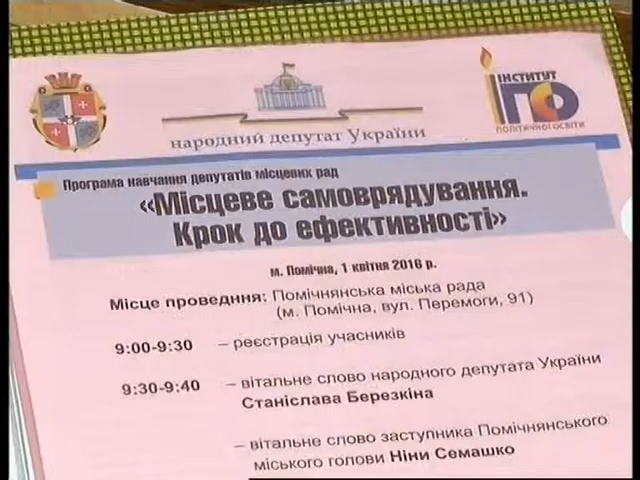 ІНСТИТУТ
ПО
ПОЛІТИЧНОЇ ОСВІТИ
народний депутат України
Програма навчання депутатів місцевих рад
«Місцеве самоврядування.
Крок до ефективності»
м. Помічна, 1 квітня 2016 р.
Місце проведння: Помічнянська міська рада
(м. Помічна, вул. Перемоги, 91)
9:00-9:30 – реєстрація учасників
9:30-9:40 – вітальне слово народного депутата України
Станіслава Березкіна
– вітальне слово заступника Помічнянського
міського голови Ніни Семашко